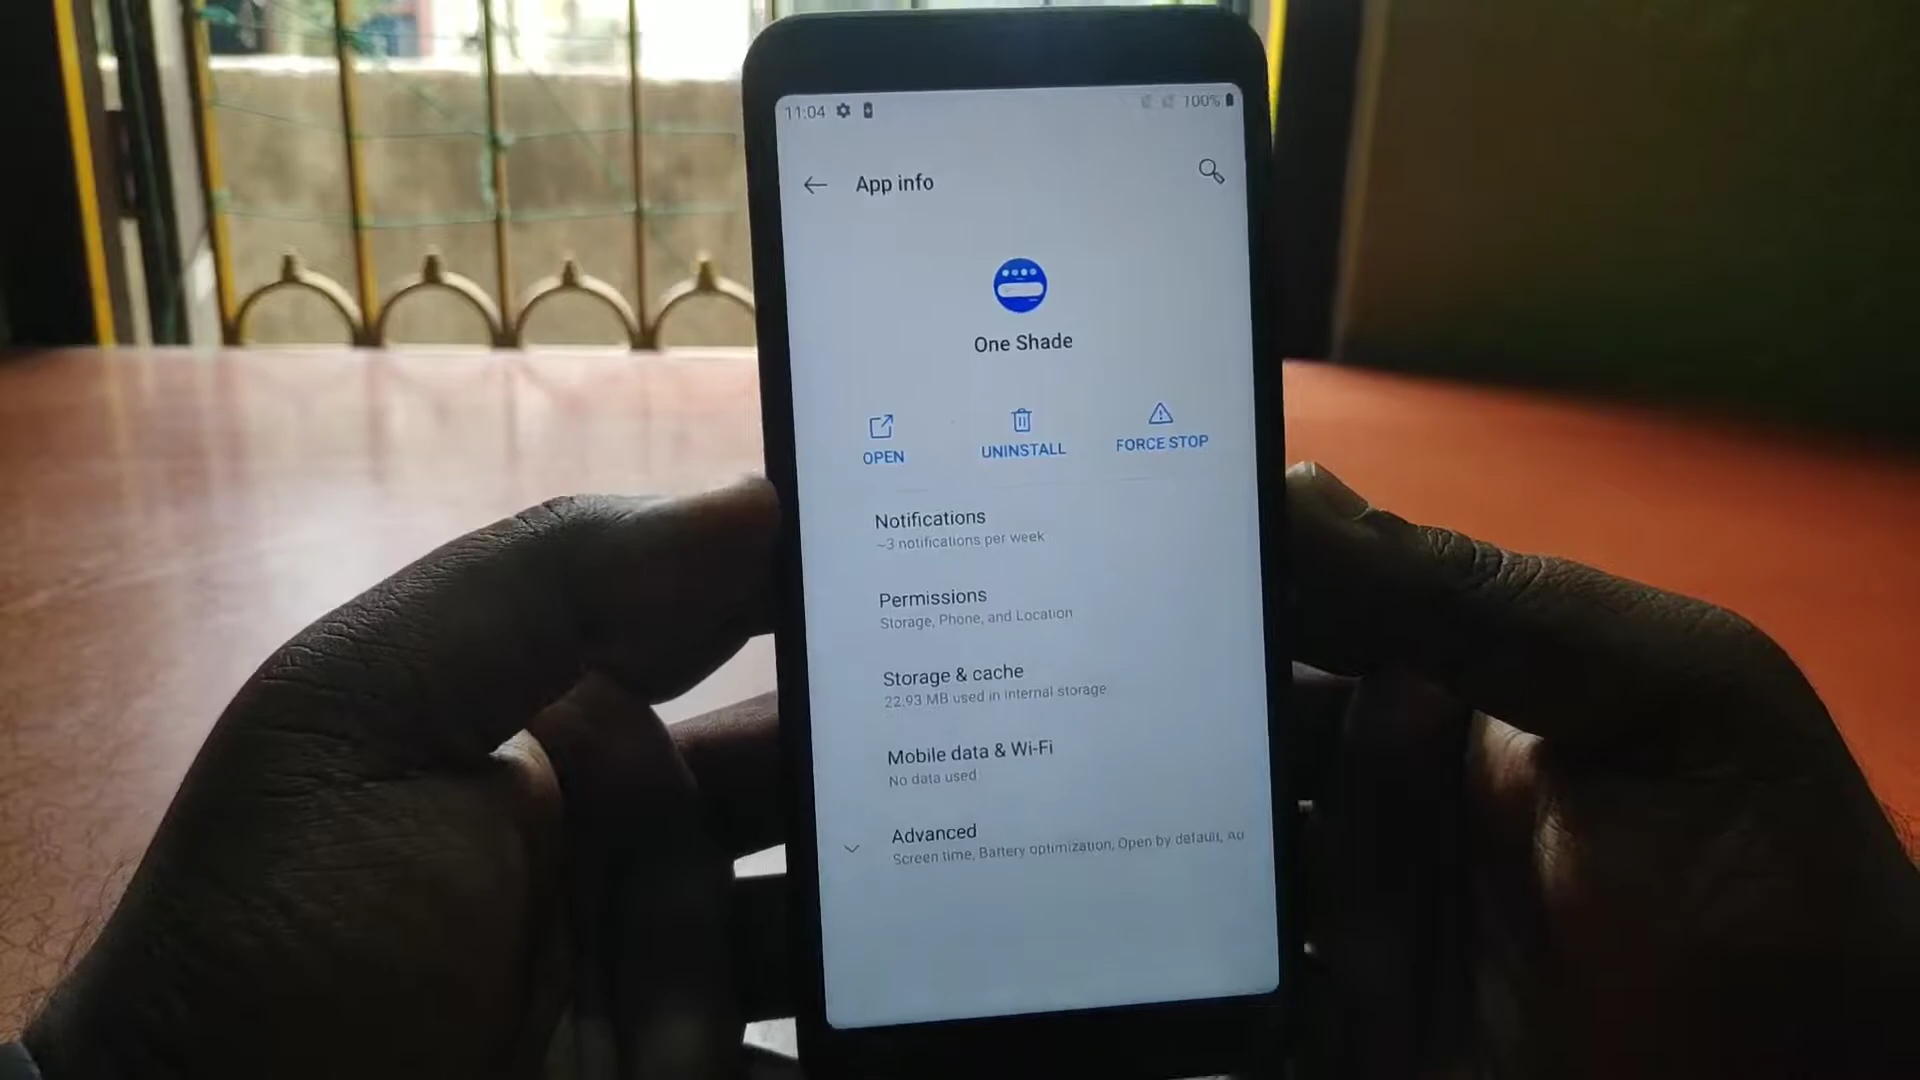 11:04 100%
App info
One Shade
OPEN UNINSTALL FORCE STOP
Notifications
~3 notifications per week
Permissions
Storage, Phone, and Location
Storage & cache
22.93 MB used in internal storage
Mobile data & Wi-Fi
No data used
Advanced
Screen time, Battery optimization, Open by default, Au